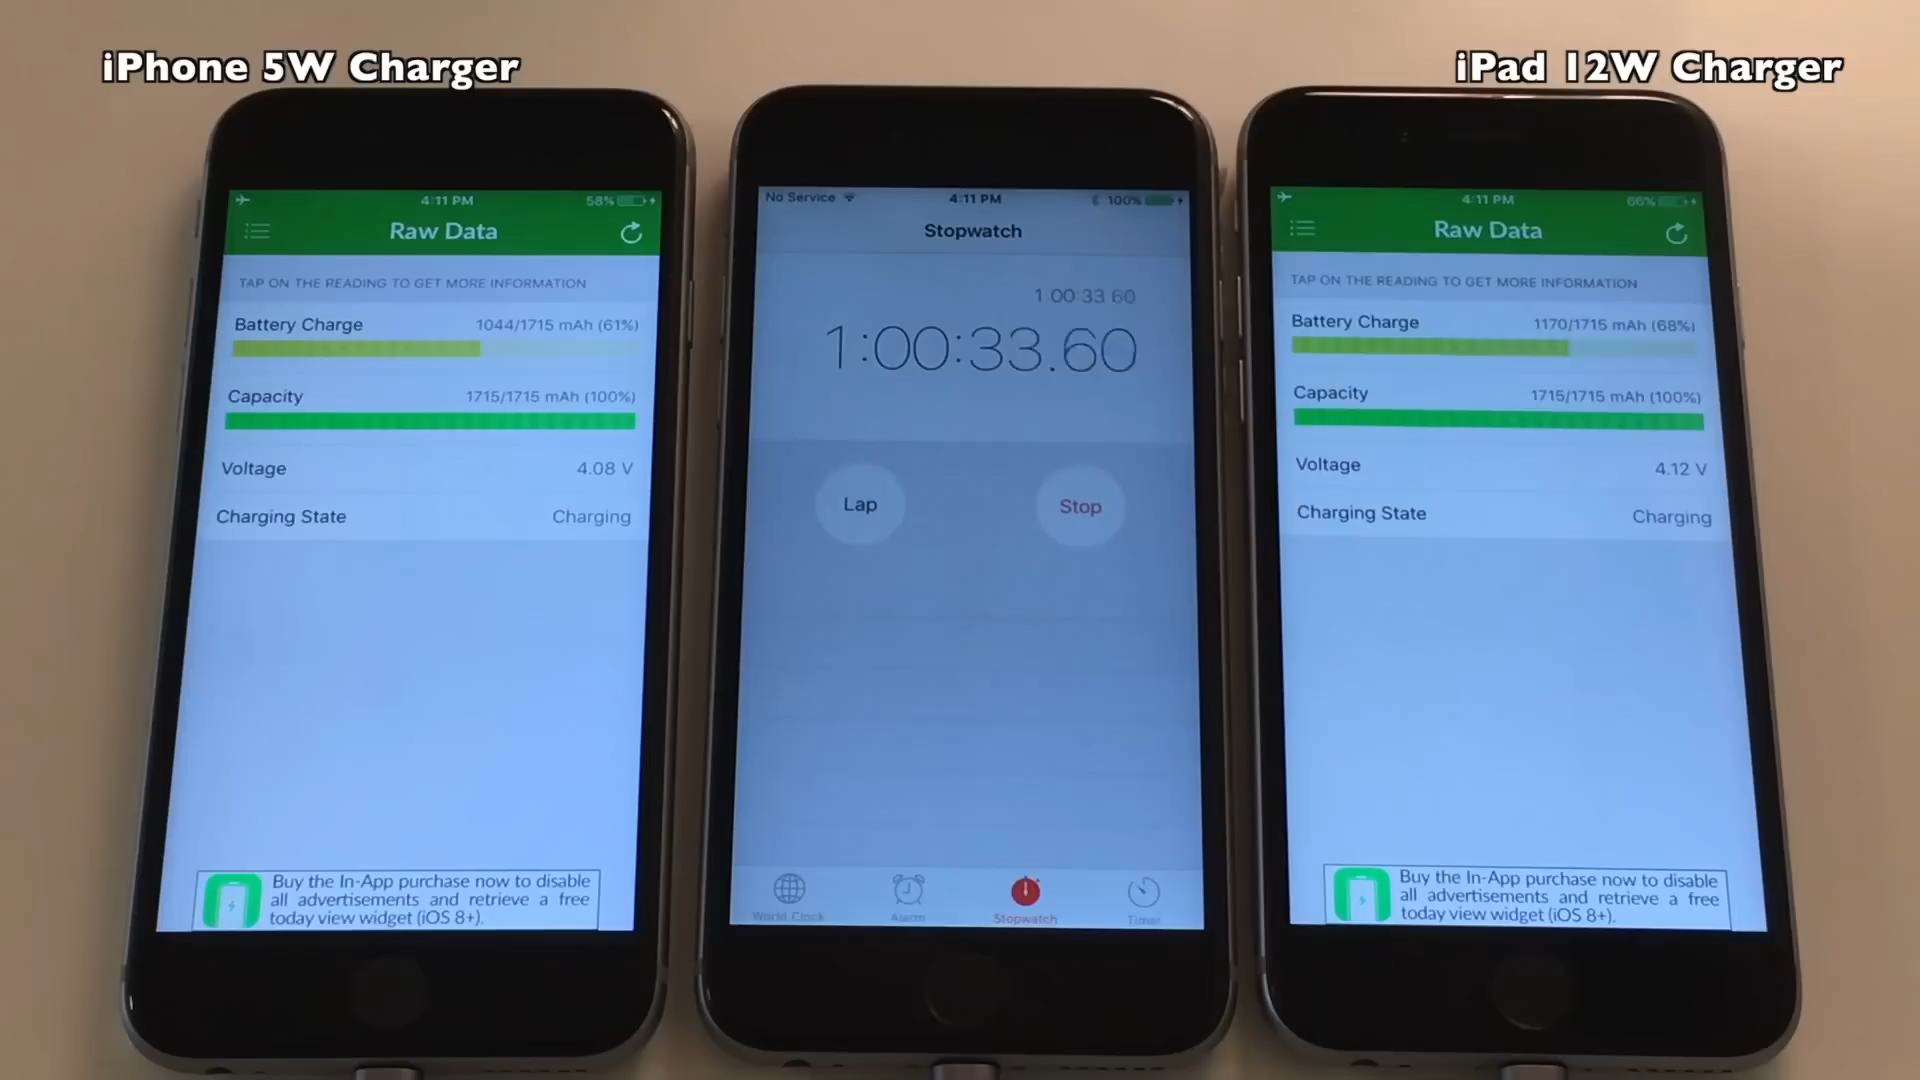 iPhone 5W Charger
iPad 12W Charger
4:11 PM 58%
Raw Data
TAP ON THE READING TO GET MORE INFORMATION
Battery Charge 1044/1715 mAh (61%)
Capacity 1715/1715 mAh (100%)
Voltage 4.08 V
Charging State Charging
Buy the In-App purchase now to disable
all advertisements and retrieve a free
today view widget (iOS 8+).
No Service 4:11 PM 100%
Stopwatch
1:00:33.60
1:00:33.60
Lap Stop
World Clock Alarm Stopwatch Timer
4:11 PM 66%
Raw Data
TAP ON THE READING TO GET MORE INFORMATION
Battery Charge 1170/1715 mAh (68%)
Capacity 1715/1715 mAh (100%)
Voltage 4.12 V
Charging State Charging
Buy the In-App purchase now to disable
all advertisements and retrieve a free
today view widget (iOS 8+).